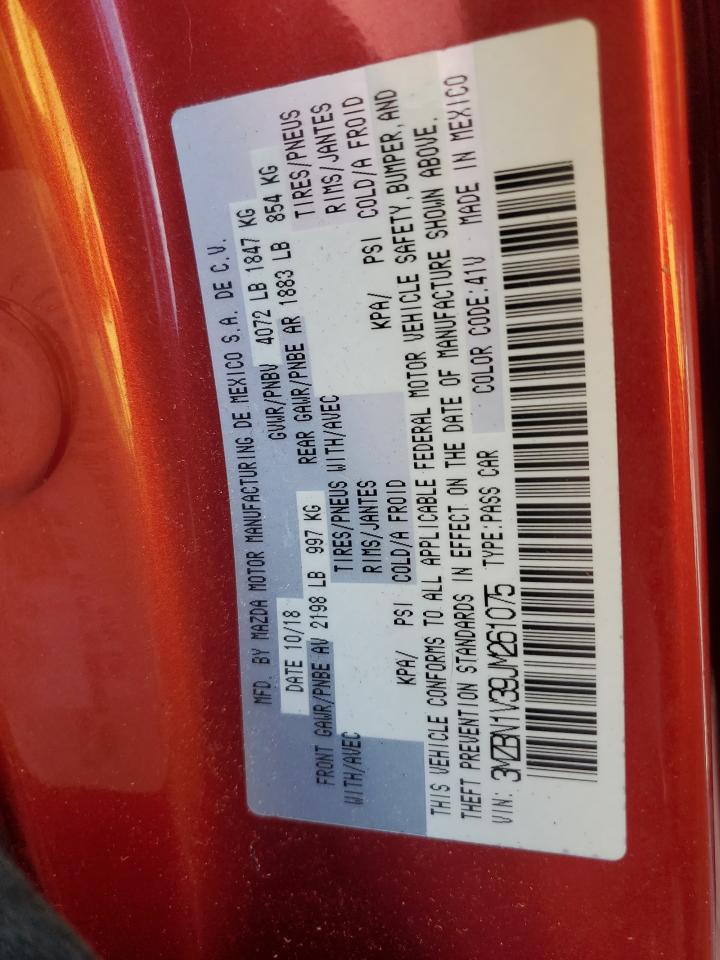 MFD. BY MAZDA MOTOR MANUFACTURING DE MEXICO S.A. DE C.V.
DATE 10/18 GVWR/PNBV 4072 LB 1847 KG
FRONT GAWR/PNBE AV 2198 LB 997 KG REAR GAWR/PNBE AR 1883 LB 854 KG
WITH/AVEC TIRES/PNEUS WITH/AVEC TIRES/PNEUS
RIMS/JANTES RIMS/JANTES
KPA/ PSI COLD/A FROID KPA/ PSI COLD/A FROID
THIS VEHICLE CONFORMS TO ALL APPLICABLE FEDERAL MOTOR VEHICLE SAFETY, BUMPER, AND
THEFT PREVENTION STANDARDS IN EFFECT ON THE DATE OF MANUFACTURE SHOWN ABOVE.
VIN: 3MZBN1V39JM261075 TYPE:PASS CAR COLOR CODE:41V MADE IN MEXICO